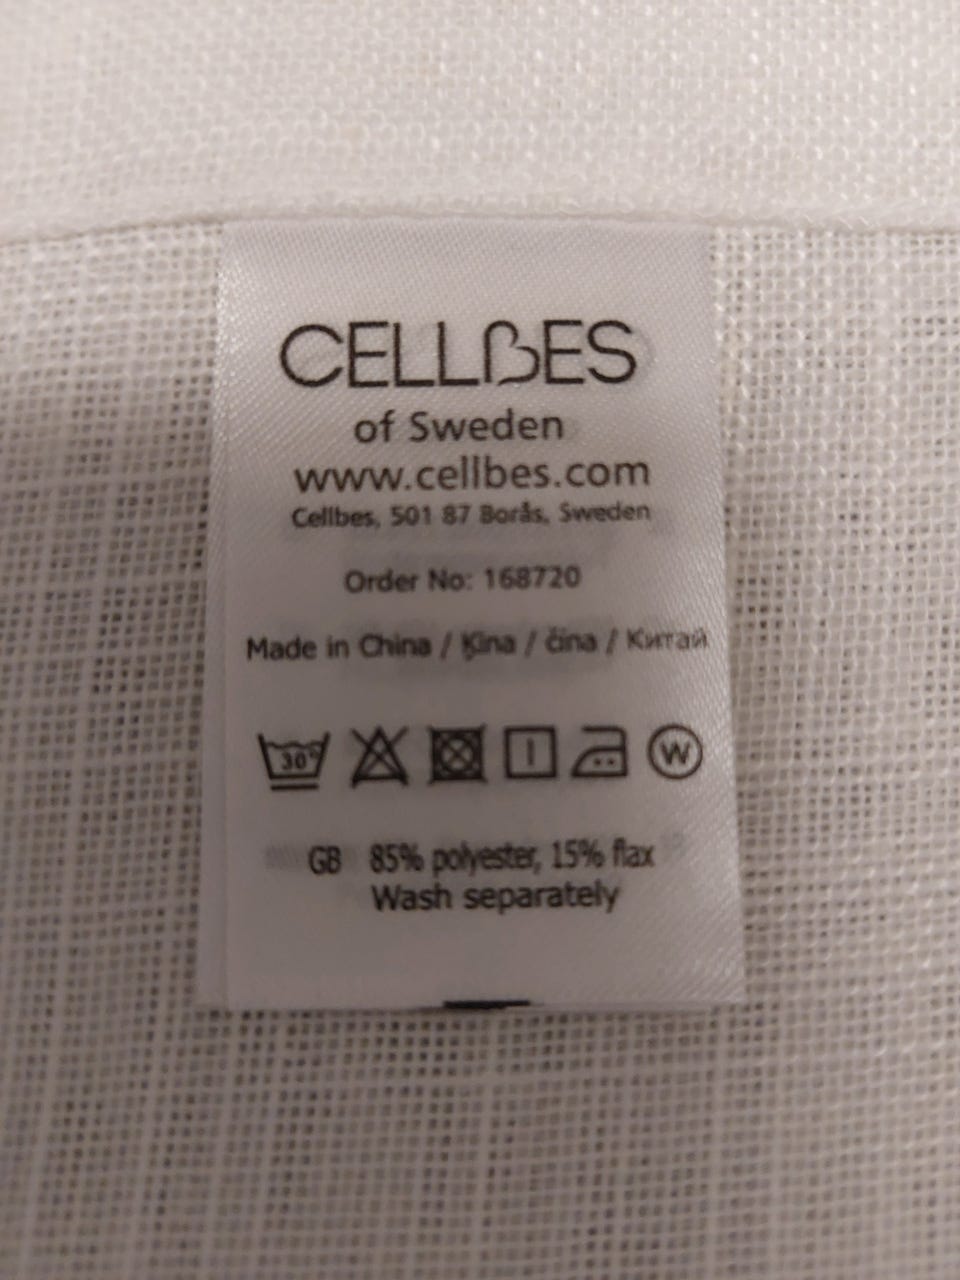 CELLBES
of Sweden
www.cellbes.com
Cellbes, 501 87 Borås, Sweden
Order No: 168720
Made in China / Ķīna / čína / Китай
30°
W
GB 85% polyester, 15% flax
Wash separately